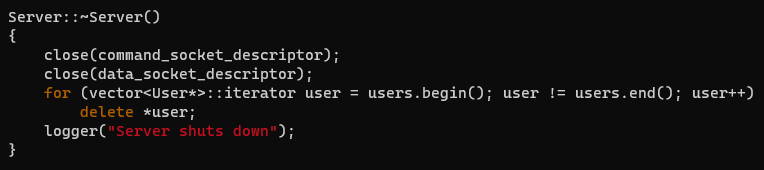 Server::~Server()
{
    close(command_socket_descriptor);
    close(data_socket_descriptor);
    for (vector<User*>::iterator user = users.begin(); user != users.end(); user++)
        delete *user;
    logger("Server shuts down");
}